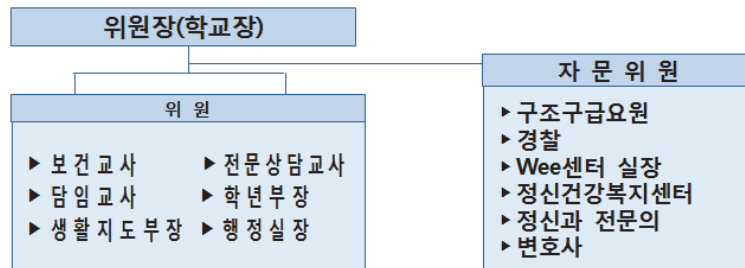 위원장(학교장)
위 원
▶ 보건교사 ▶ 전문상담교사
▶ 담임교사 ▶ 학년부장
▶ 생활지도부장 ▶ 행정실장
자 문 위 원
▶ 구조구급요원
▶ 경찰
▶ Wee센터 실장
▶ 정신건강복지센터
▶ 정신과 전문의
▶ 변호사